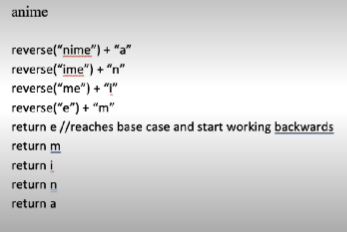 anime
reverse(“nime”) + “a”
reverse(“ime”) + “n”
reverse(“me”) + “i”
reverse(“e”) + “m”
return e //reaches base case and start working backwards
return m
return i
return n
return a